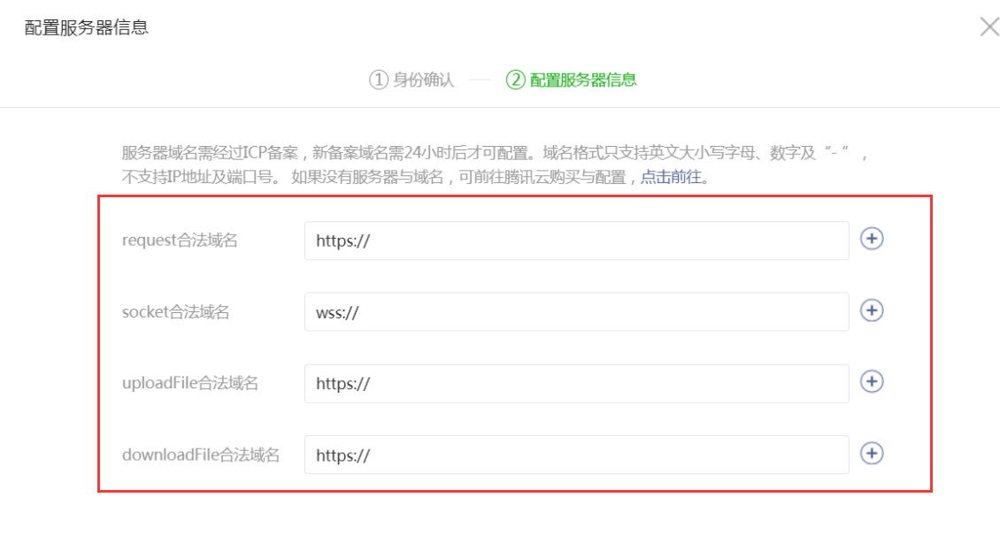 配置服务器信息
① 身份确认 — ② 配置服务器信息
服务器域名需经过ICP备案，新备案域名需24小时后才可配置。域名格式只支持英文大小写字母、数字及“- ”，
不支持IP地址及端口号。 如果没有服务器与域名，可前往腾讯云购买与配置，点击前往。
request合法域名 https://
socket合法域名 wss://
uploadFile合法域名 https://
downloadFile合法域名 https://